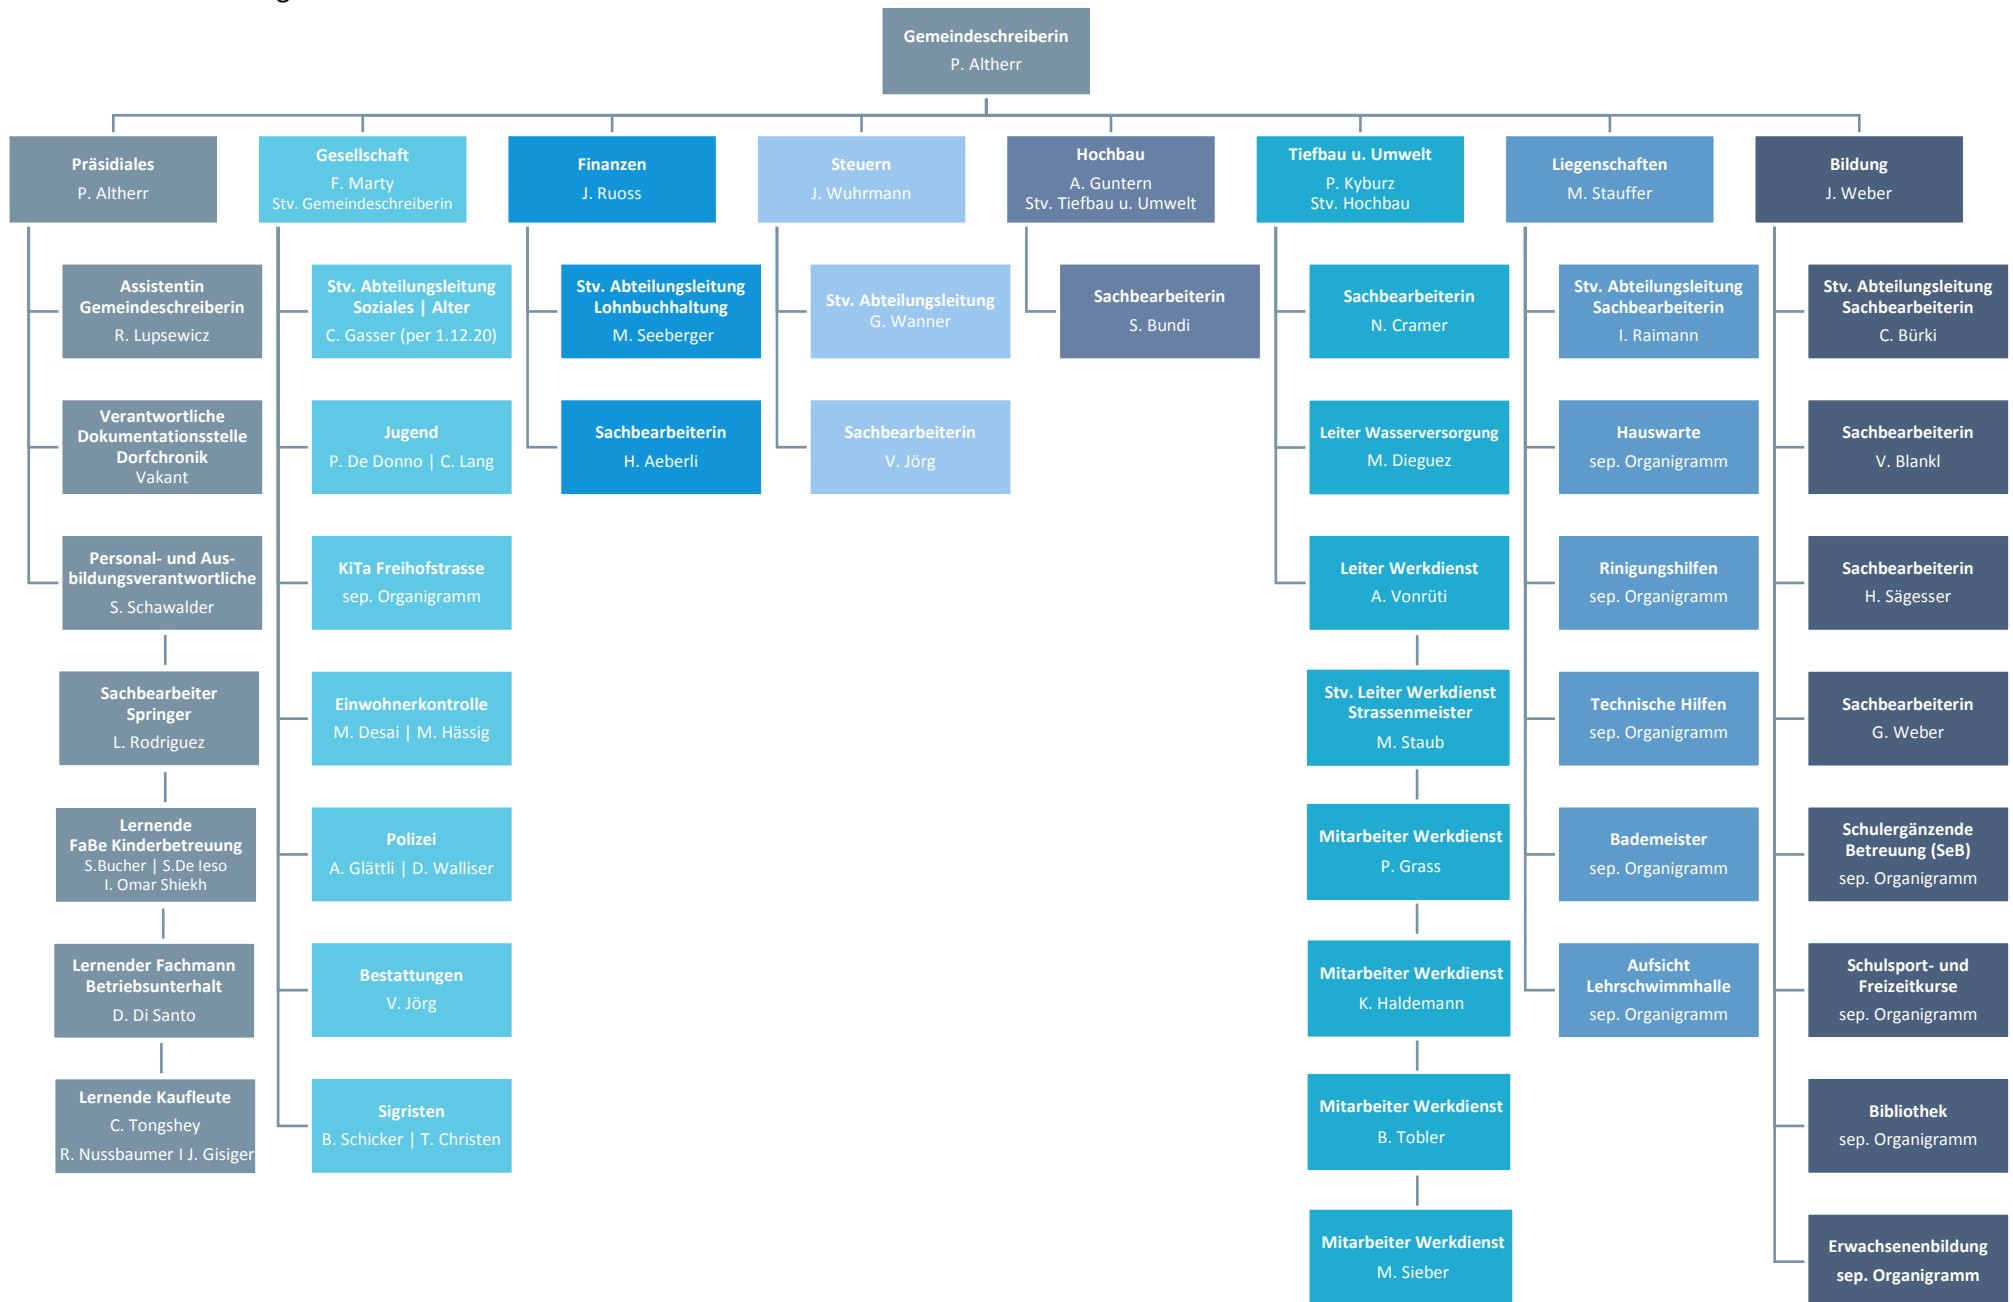 Gemeindeschreiberin
P. Altherr
Präsidiales
P. Altherr
Gesellschaft
F. Marty
Stv. Gemeindeschreiberin
Finanzen
J. Ruoss
Steuern
J. Wuhrmann
Hochbau
A. Guntern
Stv. Tiefbau u. Umwelt
Tiefbau u. Umwelt
P. Kyburz
Stv. Hochbau
Liegenschaften
M. Stauffer
Bildung
J. Weber
Assistentin
Gemeindeschreiberin
R. Lupsewicz
Verantwortliche
Dokumentationsstelle
Dorfchronik
Vakant
Personal- und Aus-
bildungsverantwortliche
S. Schawalder
Sachbearbeiter
Springer
L. Rodriguez
Lernende
FaBe Kinderbetreuung
S.Bucher | S.De Ieso
I. Omar Shiekh
Lernender Fachmann
Betriebsunterhalt
D. Di Santo
Lernende Kaufleute
C. Tongshey
R. Nussbaumer I J. Gisiger
Stv. Abteilungsleitung
Soziales | Alter
C. Gasser (per 1.12.20)
Jugend
P. De Donno | C. Lang
KiTa Freihofstrasse
sep. Organigramm
Einwohnerkontrolle
M. Desai | M. Hässig
Polizei
A. Glättli | D. Walliser
Bestattungen
V. Jörg
Sigristen
B. Schicker | T. Christen
Stv. Abteilungsleitung
Lohnbuchhaltung
M. Seeberger
Sachbearbeiterin
H. Aeberli
Stv. Abteilungsleitung
G. Wanner
Sachbearbeiterin
V. Jörg
Sachbearbeiterin
S. Bundi
Sachbearbeiterin
N. Cramer
Leiter Wasserversorgung
M. Dieguez
Leiter Werkdienst
A. Vonrüti
Stv. Leiter Werkdienst
Strassenmeister
M. Staub
Mitarbeiter Werkdienst
P. Grass
Mitarbeiter Werkdienst
K. Haldemann
Mitarbeiter Werkdienst
B. Tobler
Mitarbeiter Werkdienst
M. Sieber
Stv. Abteilungsleitung
Sachbearbeiterin
I. Raimann
Hauswarte
sep. Organigramm
Rinigungshilfen
sep. Organigramm
Technische Hilfen
sep. Organigramm
Bademeister
sep. Organigramm
Aufsicht
Lehrschwimmhalle
sep. Organigramm
Stv. Abteilungsleitung
Sachbearbeiterin
C. Bürki
Sachbearbeiterin
V. Blankl
Sachbearbeiterin
H. Sägesser
Sachbearbeiterin
G. Weber
Schulergänzende
Betreuung (SeB)
sep. Organigramm
Schulsport- und
Freizeitkurse
sep. Organigramm
Bibliothek
sep. Organigramm
Erwachsenenbildung
sep. Organigramm